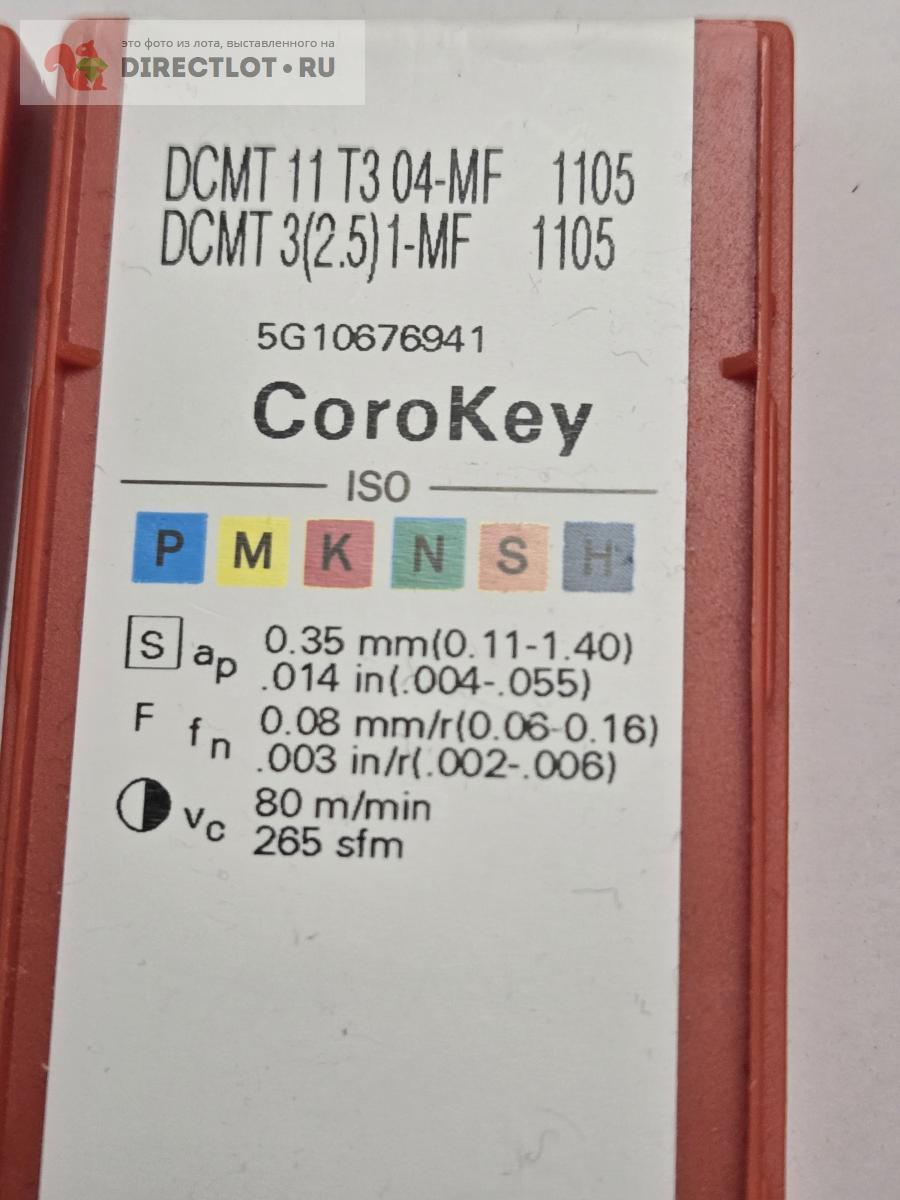 это фото из лота, выставленного на
DIRECTLOT•RU
DCMT 11 T3 04-MF 1105
DCMT 3(2.5)1-MF 1105
5G10676941
CoroKey
ISO
P M K N S H
S ap 0.35 mm(0.11-1.40)
.014 in(.004-.055)
F fn 0.08 mm/r(0.06-0.16)
.003 in/r(.002-.006)
vc 80 m/min
265 sfm